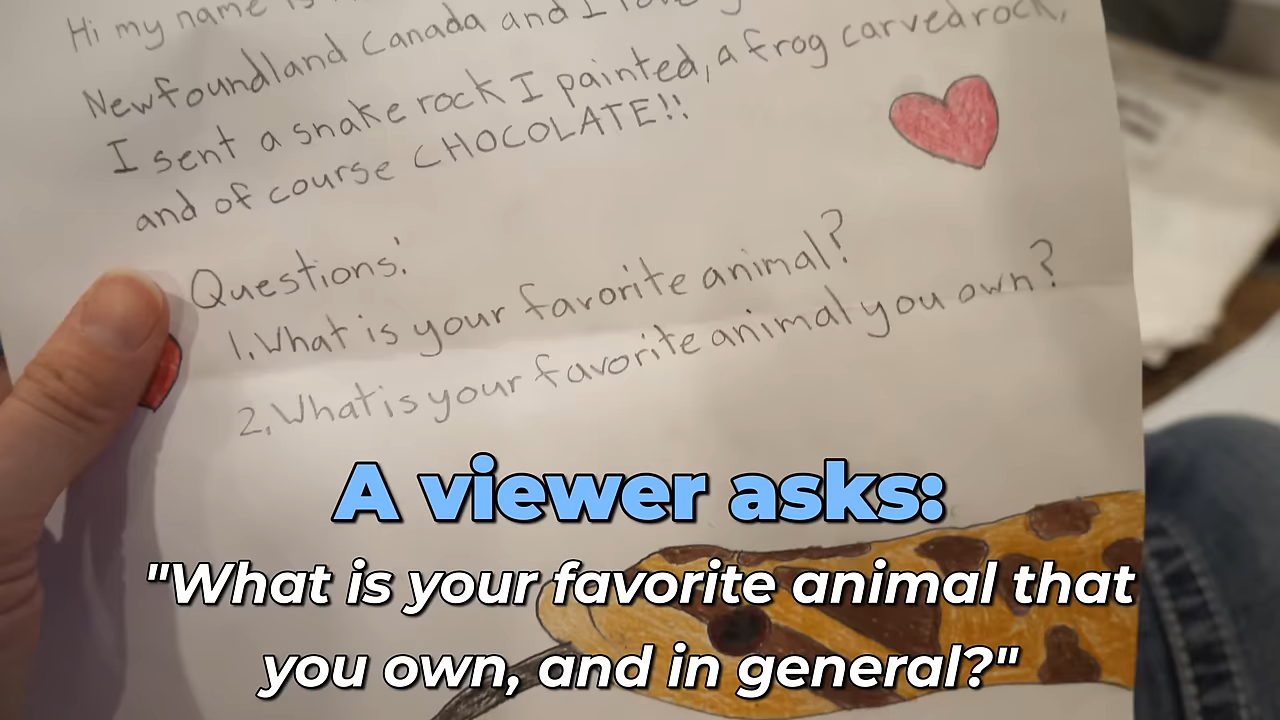 Hi my name is
Newfoundland Canada and I love
I sent a snake rock I painted, a frog carved rock,
and of course CHOCOLATE!!
Questions:
1. What is your favorite animal?
2. What is your favorite animal you own?
A viewer asks:
"What is your favorite animal that
you own, and in general?"